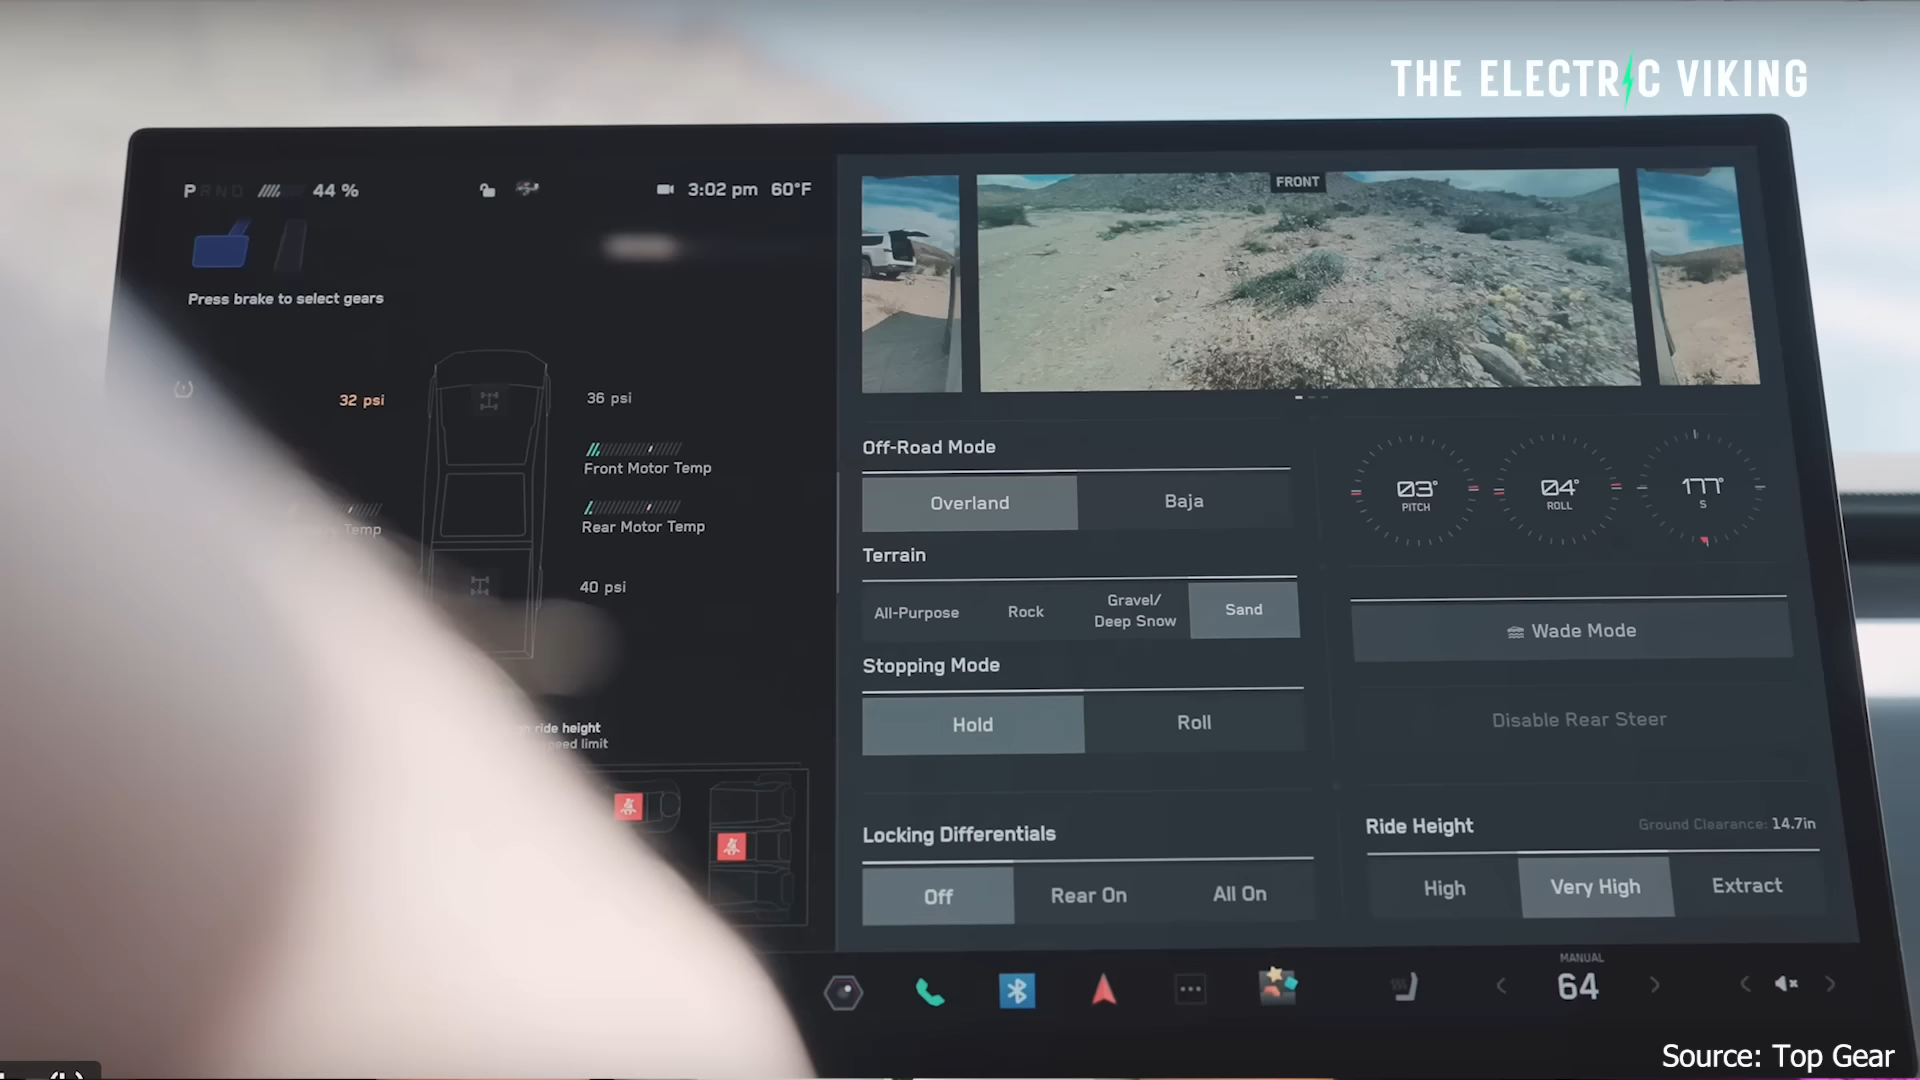 THE ELECTRIC VIKING
PRND 44 % 3:02 pm 60°F
Press brake to select gears
32 psi
36 psi
Front Motor Temp
Rear Motor Temp
Temp
40 psi
ride height
speed limit
FRONT
Off-Road Mode
Overland Baja
Terrain
All-Purpose Rock Gravel/
Deep Snow Sand
Stopping Mode
Hold Roll
Locking Differentials
Off Rear On All On
03°
PITCH
04°
ROLL
177°
S
Wade Mode
Disable Rear Steer
Ride Height Ground Clearance: 14.7in
High Very High Extract
MANUAL
64
Source: Top Gear